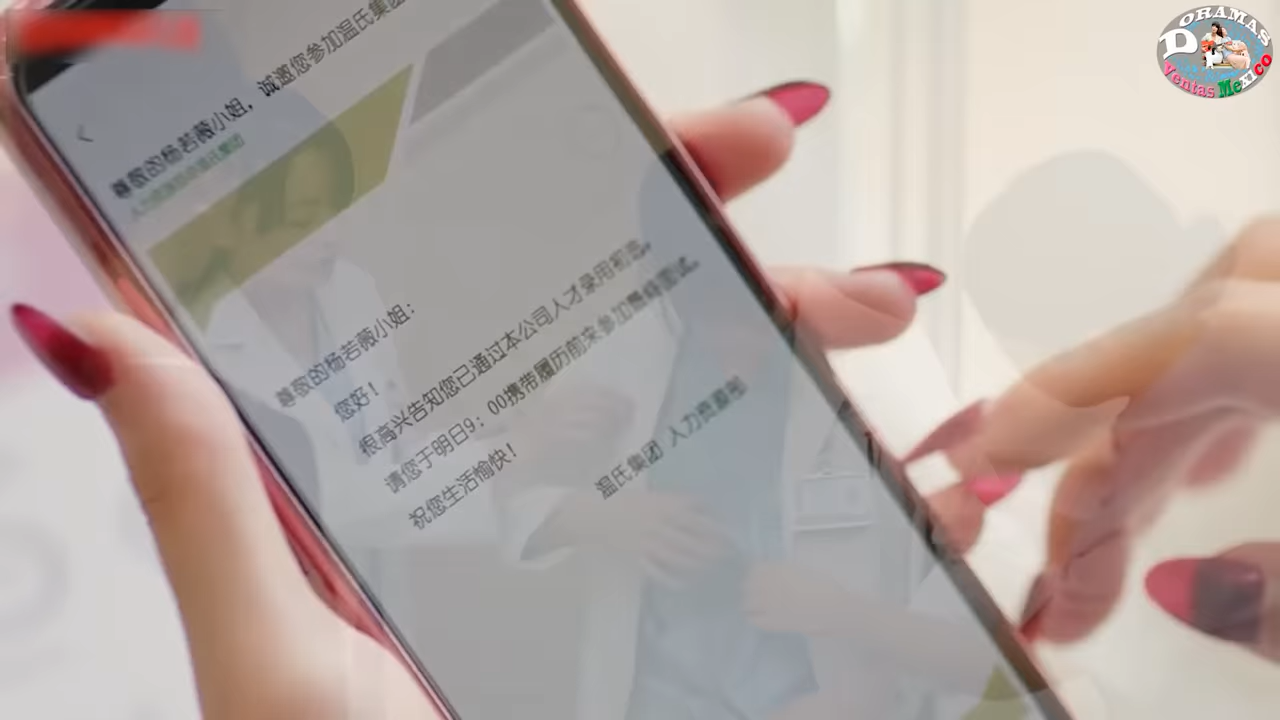 DORAMAS
Ventas MeXiCO
尊敬的杨若薇小姐，诚邀您参加温氏集团
尊敬的杨若薇小姐：
您好！
很高兴告知您已通过本公司人才录用初选。
请您于明日9：00携带履历前来参加最终面试。
祝您生活愉快！
温氏集团 人力资源部